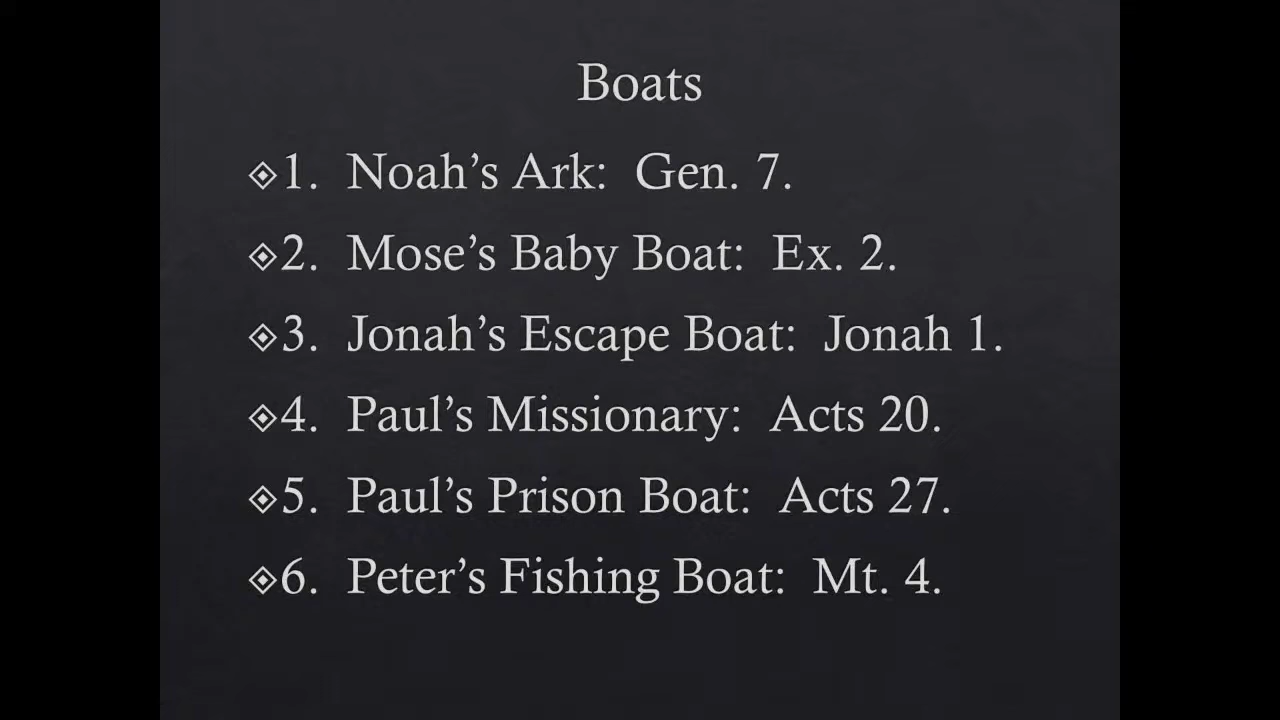 Boats
1. Noah’s Ark: Gen. 7.
2. Mose’s Baby Boat: Ex. 2.
3. Jonah’s Escape Boat: Jonah 1.
4. Paul’s Missionary: Acts 20.
5. Paul’s Prison Boat: Acts 27.
6. Peter’s Fishing Boat: Mt. 4.